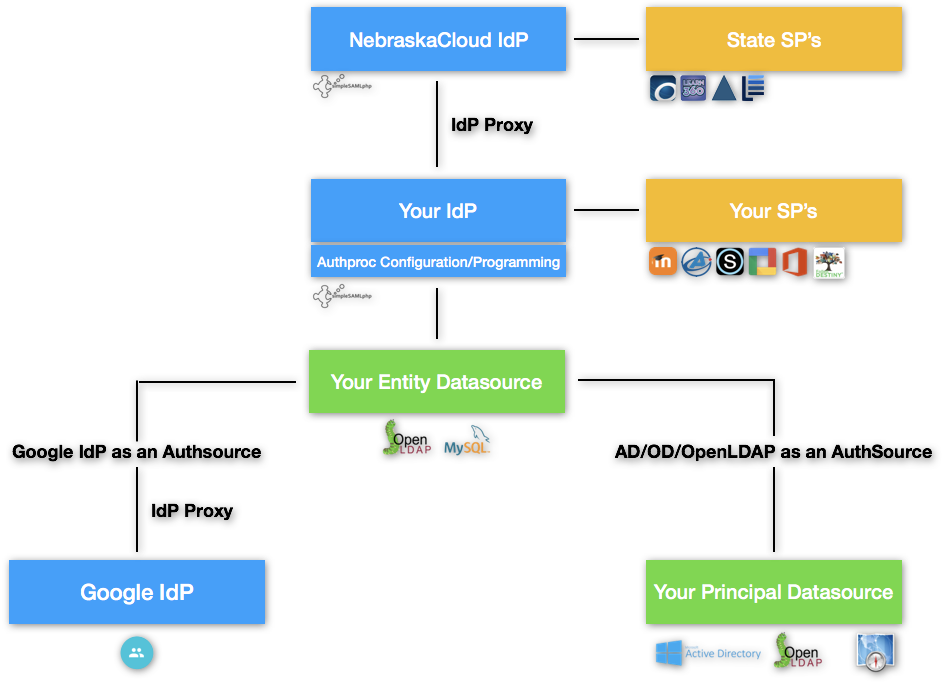 NebraskaCloud IdP
State SP's
SimpleSAMLphp
LEARN
360
IdP Proxy
Your IdP
Your SP's
Authproc Configuration/Programming
SimpleSAMLphp
m
S
DESTINY
Your Entity Datasource
Open
LDAP
MySQL
Google IdP as an Authsource
AD/OD/OpenLDAP as an AuthSource
IdP Proxy
Google IdP
Your Principal Datasource
Active Directory
Open
LDAP